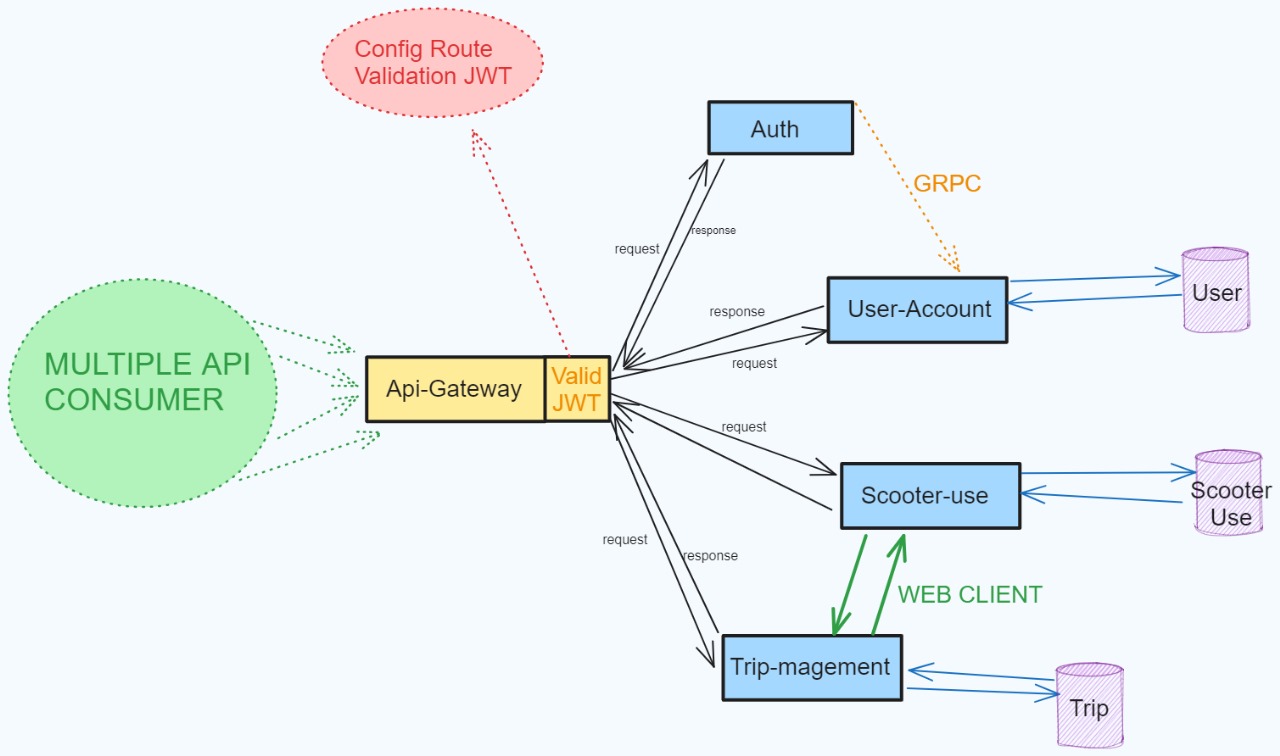 Config Route
Validation JWT
Auth
GRPC
request
response
User-Account
User
MULTIPLE API
CONSUMER
Api-Gateway
Valid
JWT
response
request
request
Scooter-use
Scooter
Use
request
response
WEB CLIENT
Trip-magement
Trip